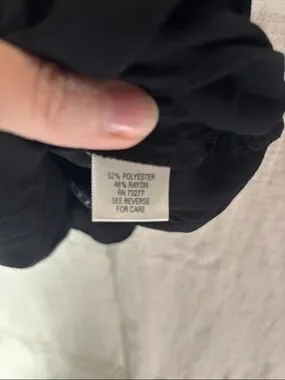 52% POLYESTER
48% RAYON
RN 73277
SEE REVERSE
FOR CARE